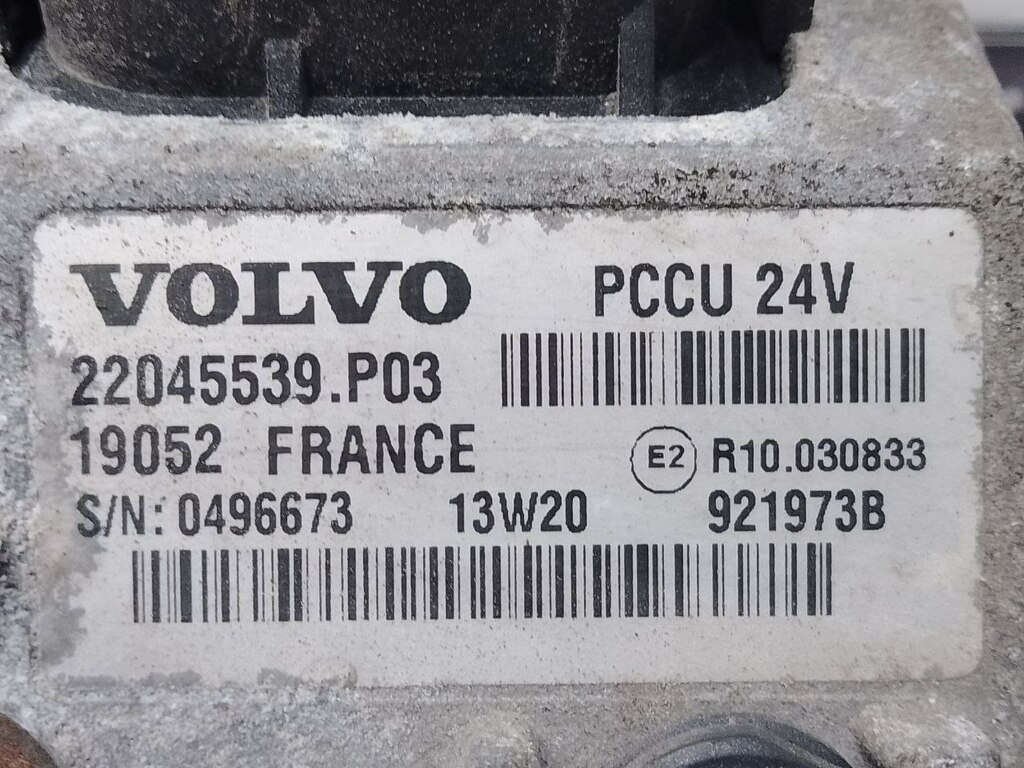 VOLVO PCCU 24V
22045539.P03
19052 FRANCE E2 R10.030833
S/N: 0496673 13W20 921973B